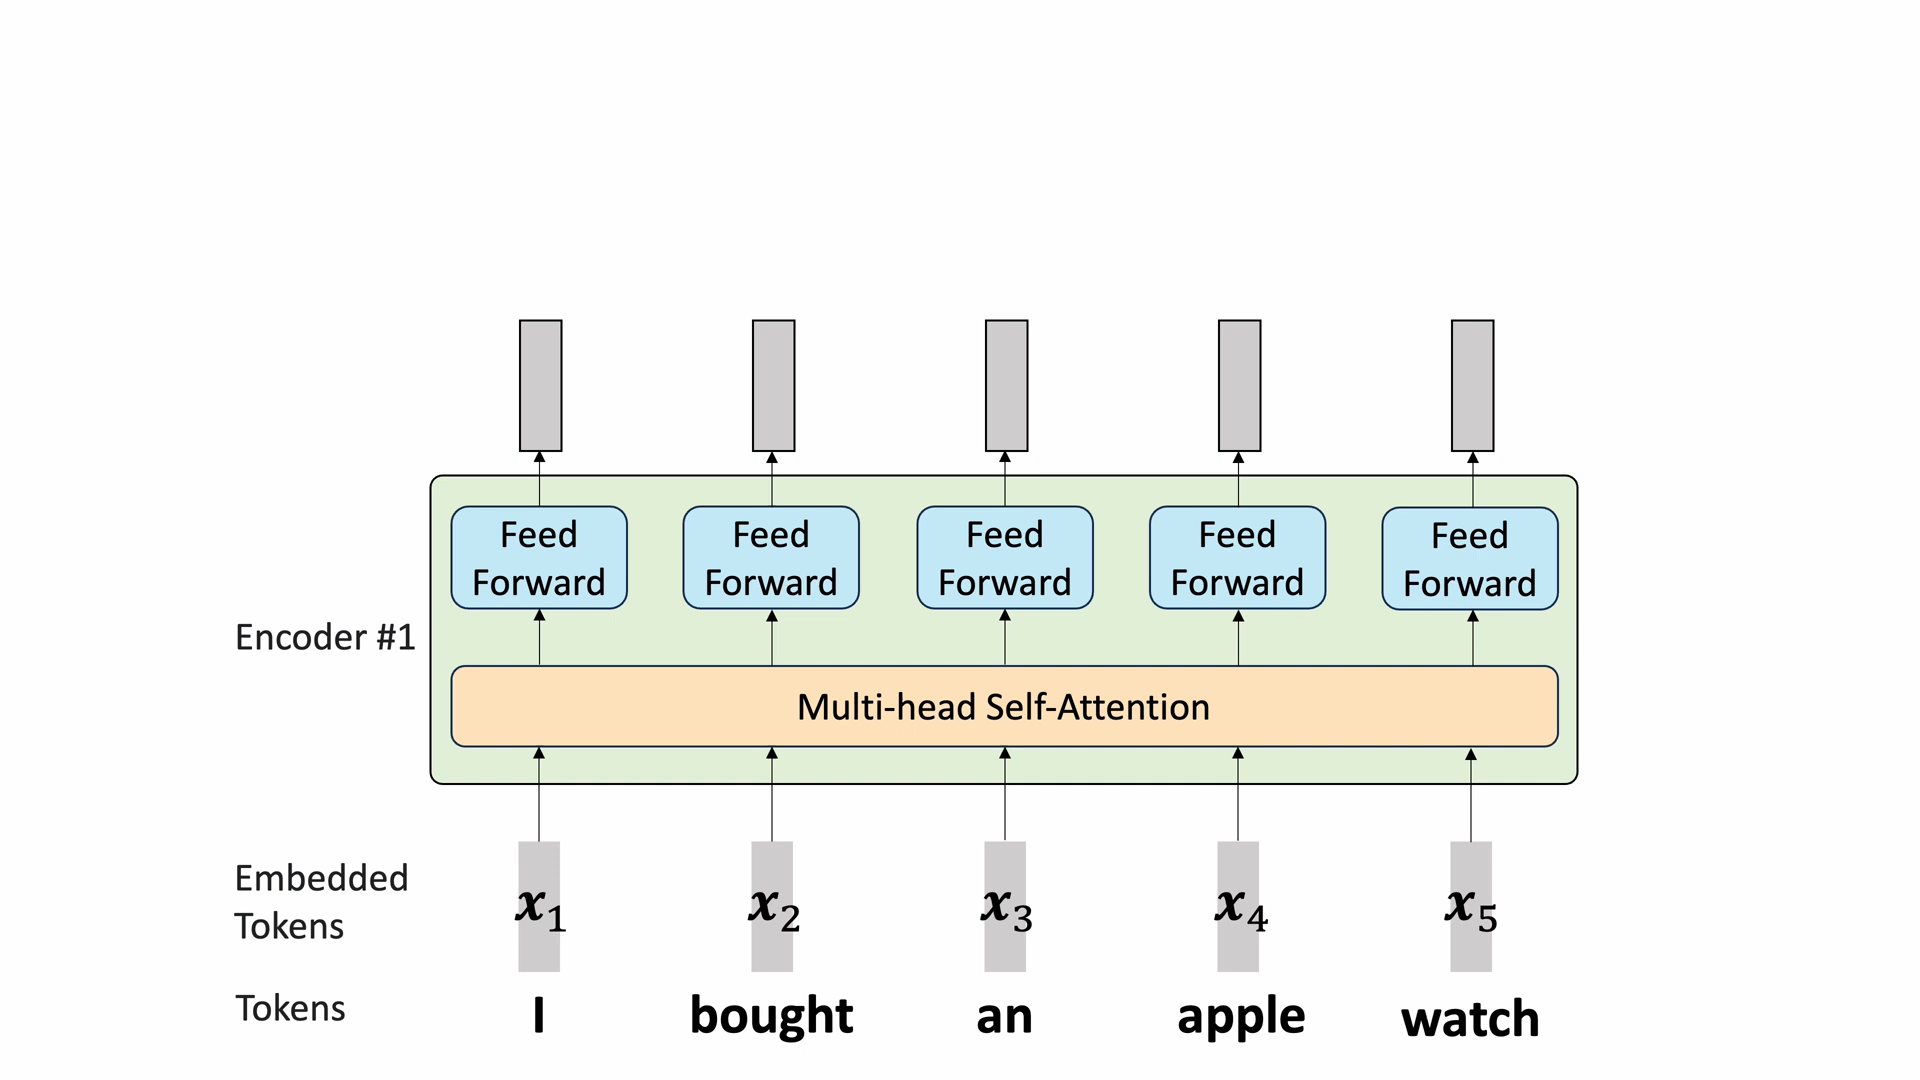 Feed
Forward
Feed
Forward
Feed
Forward
Feed
Forward
Feed
Forward
Encoder #1
Multi-head Self-Attention
Embedded
Tokens
x₁ x₂ x₃ x₄ x₅
Tokens I bought an apple watch